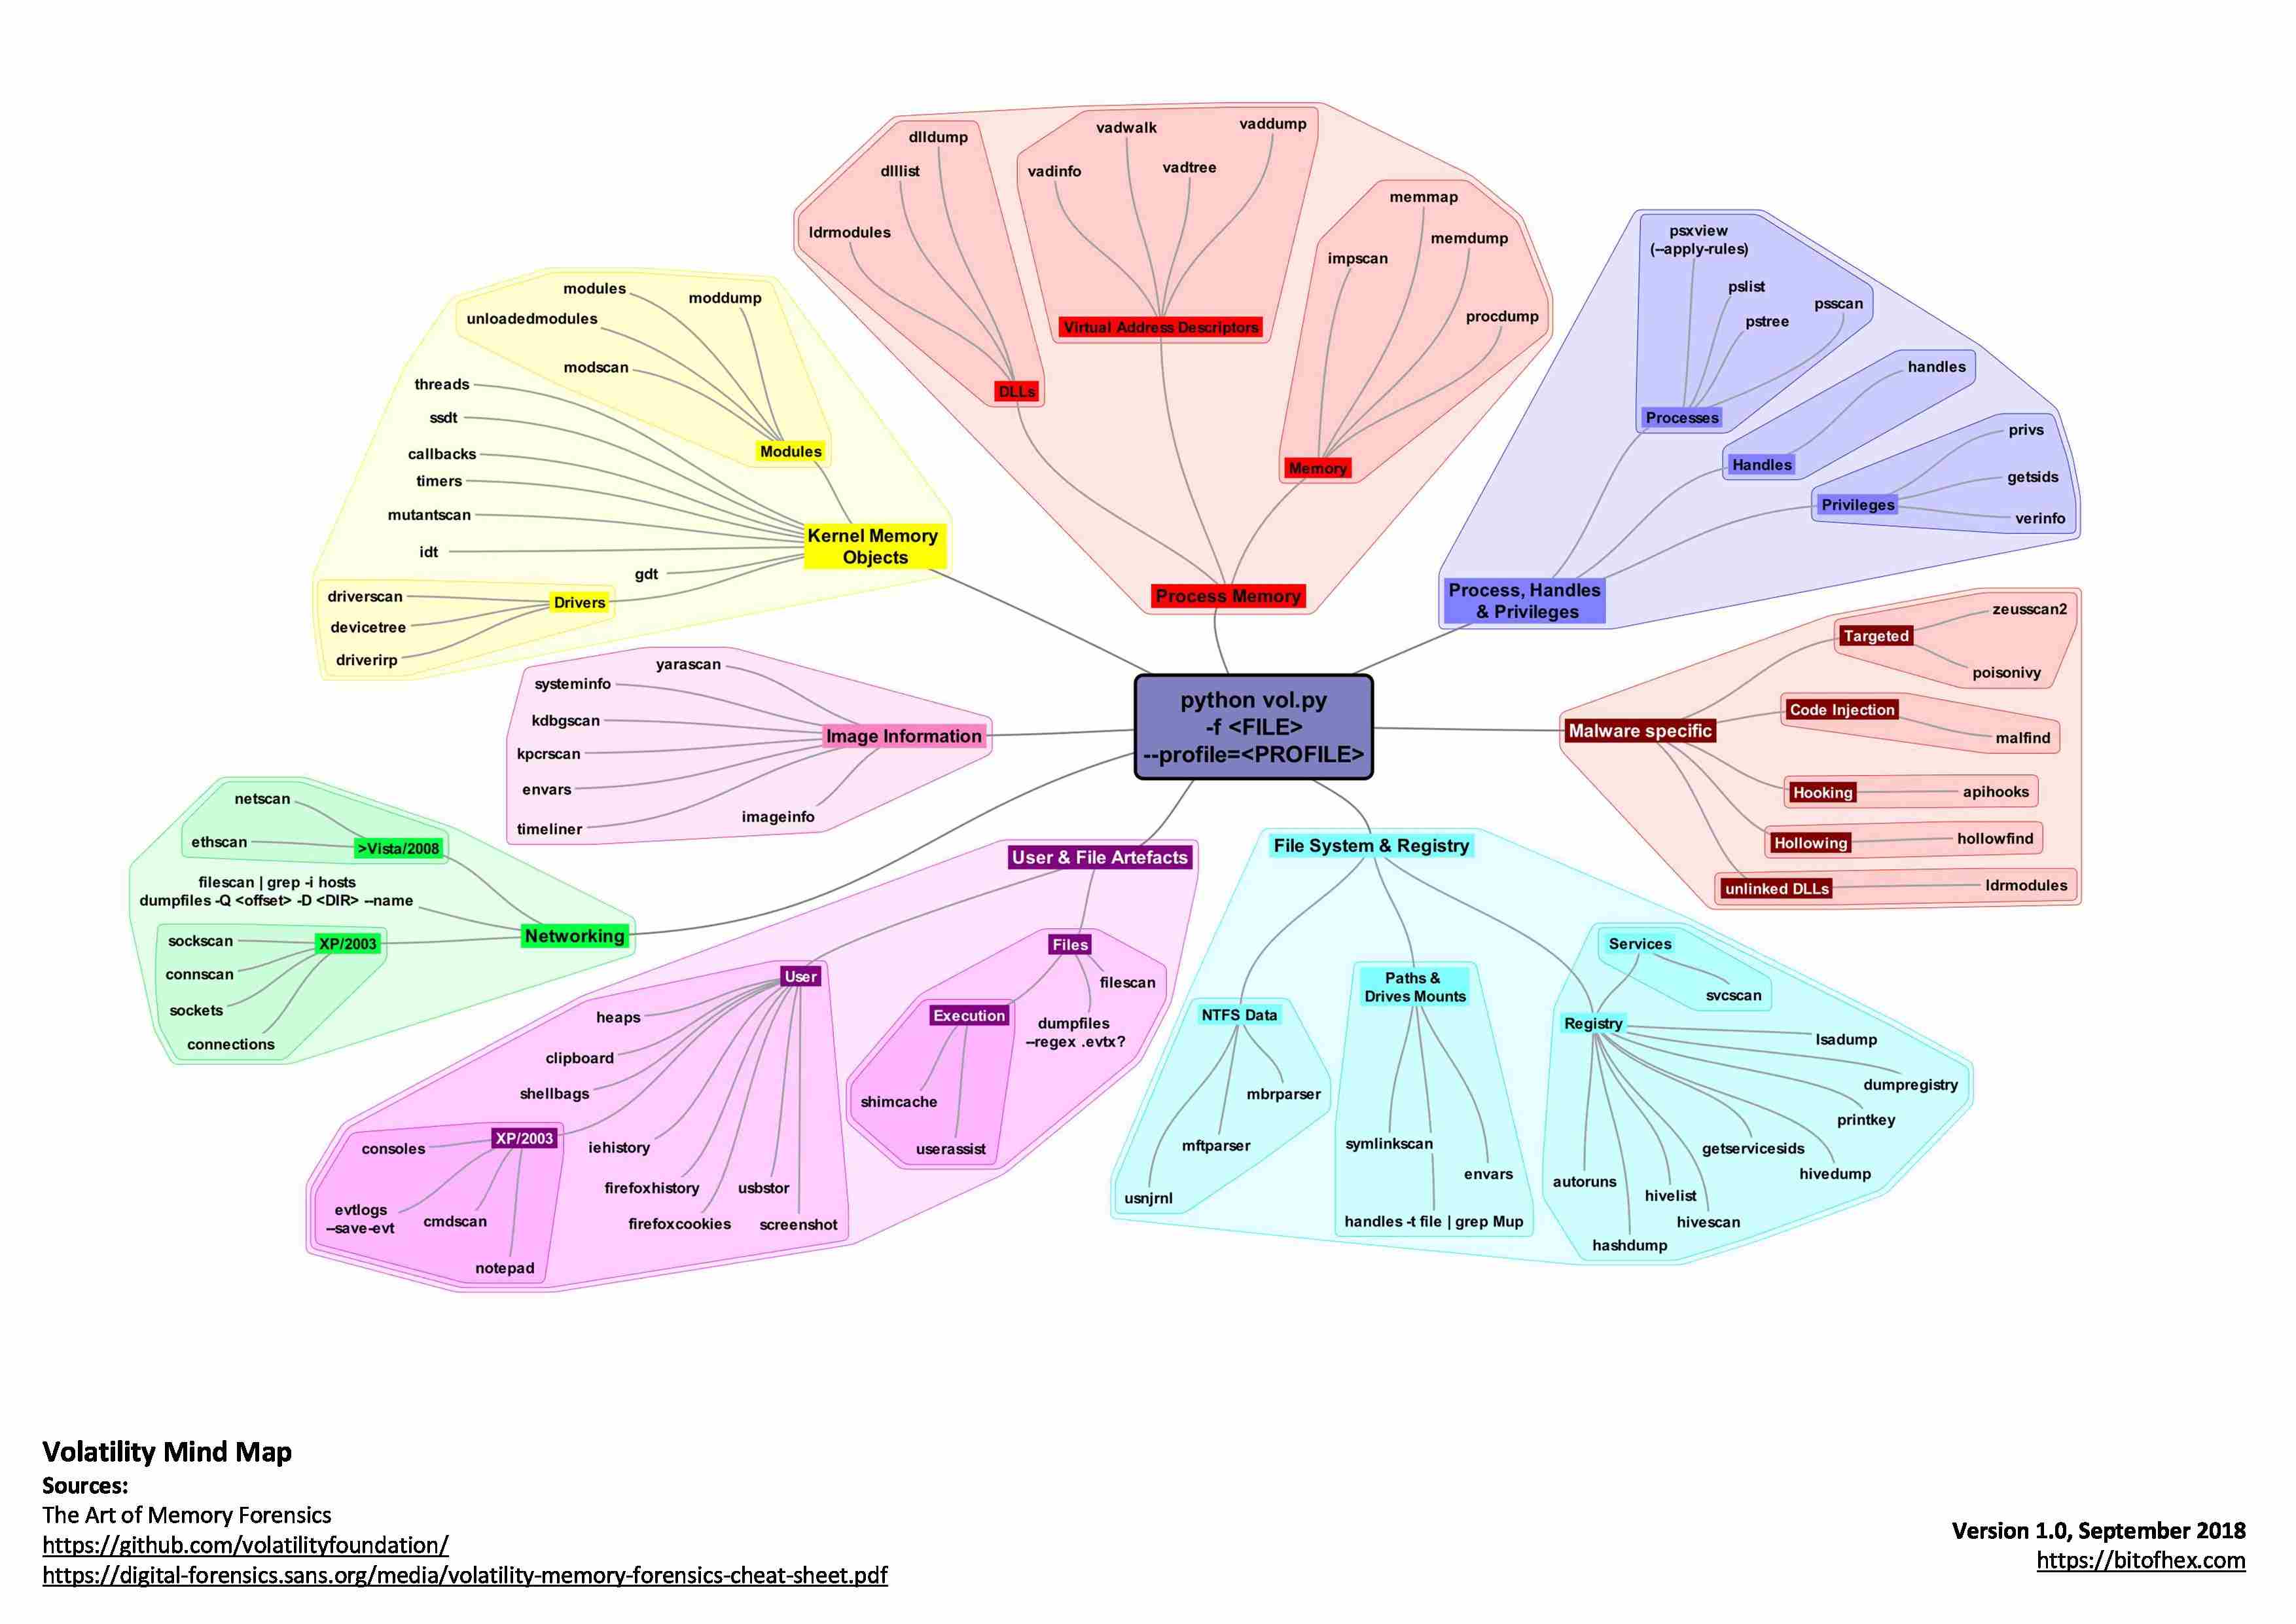 dlldump
dlllist
ldrmodules
DLLs
vadwalk
vaddump
vadinfo
vadtree
Virtual Address Descriptors
memmap
memdump
impscan
procdump
Memory
Process Memory
psxview
(--apply-rules)
pslist
psscan
pstree
Processes
handles
Handles
privs
getsids
verinfo
Privileges
Process, Handles
& Privileges
modules
moddump
unloadedmodules
modscan
Modules
threads
ssdt
callbacks
timers
mutantscan
idt
gdt
Kernel Memory
Objects
driverscan
devicetree
driverirp
Drivers
yarascan
systeminfo
kdbgscan
kpcrscan
envars
timeliner
imageinfo
Image Information
python vol.py
-f <FILE>
--profile=<PROFILE>
Malware specific
Targeted
zeusscan2
poisonivy
Code Injection
malfind
Hooking
apihooks
Hollowing
hollowfind
unlinked DLLs
ldrmodules
netscan
ethscan
>Vista/2008
filescan | grep -i hosts
dumpfiles -Q <offset> -D <DIR> --name
Networking
XP/2003
sockscan
connscan
sockets
connections
User & File Artefacts
User
heaps
clipboard
shellbags
XP/2003
consoles
evtlogs
--save-evt
cmdscan
notepad
iehistory
firefoxhistory
firefoxcookies
usbstor
screenshot
Files
filescan
dumpfiles
--regex .evtx?
Execution
shimcache
userassist
File System & Registry
NTFS Data
mbrparser
mftparser
usnjrnl
Paths &
Drives Mounts
symlinkscan
envars
handles -t file | grep Mup
Services
svcscan
Registry
lsadump
dumpregistry
printkey
getservicesids
hivedump
autoruns
hivelist
hivescan
hashdump
Volatility Mind Map
Sources:
The Art of Memory Forensics
https://github.com/volatilityfoundation/
https://digital-forensics.sans.org/media/volatility-memory-forensics-cheat-sheet.pdf
Version 1.0, September 2018
https://bitofhex.com